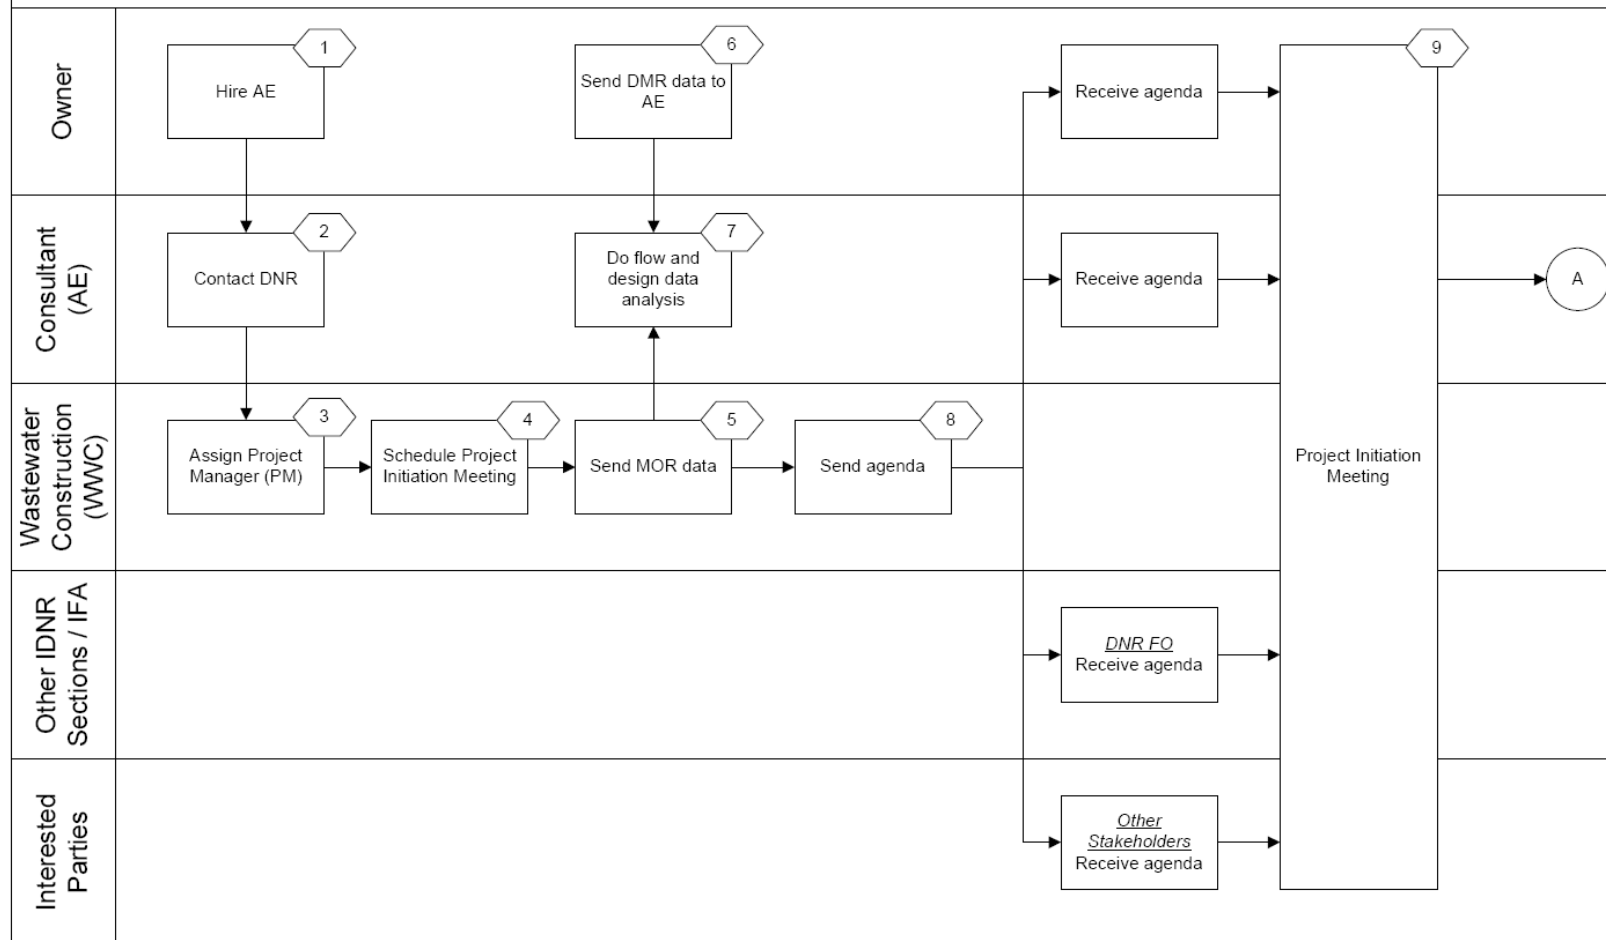 Owner
1
Hire AE
6
Send DMR data to
AE
Receive agenda
9
Consultant
(AE)
2
Contact DNR
7
Do flow and
design data
analysis
Receive agenda
A
Wastewater
Construction
(WWC)
3
Assign Project
Manager (PM)
4
Schedule Project
Initiation Meeting
5
Send MOR data
8
Send agenda
Project Initiation
Meeting
Other IDNR
Sections / IFA
DNR FO
Receive agenda
Interested
Parties
Other
Stakeholders
Receive agenda